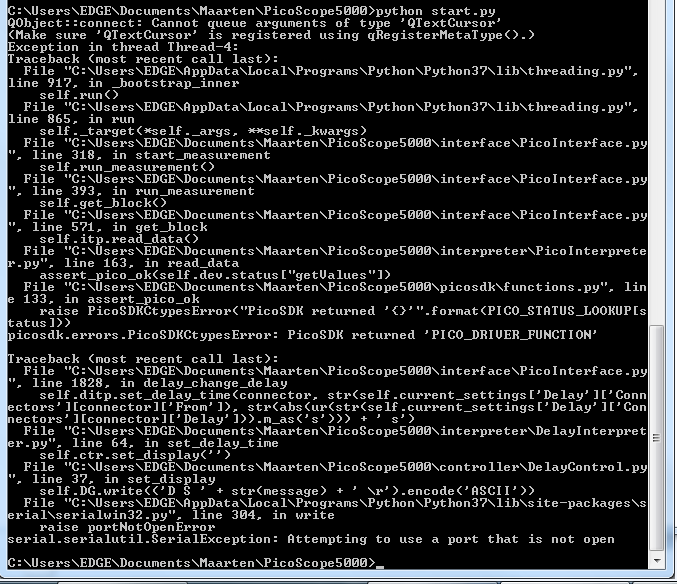 C:\Users\EDGE\Documents\Maarten\PicoScope5000>python start.py
QObject::connect: Cannot queue arguments of type 'QTextCursor'
(Make sure 'QTextCursor' is registered using qRegisterMetaType().)
Exception in thread Thread-4:
Traceback (most recent call last):
  File "C:\Users\EDGE\AppData\Local\Programs\Python\Python37\lib\threading.py",
line 917, in _bootstrap_inner
    self.run()
  File "C:\Users\EDGE\AppData\Local\Programs\Python\Python37\lib\threading.py",
line 865, in run
    self._target(*self._args, **self._kwargs)
  File "C:\Users\EDGE\Documents\Maarten\PicoScope5000\interface\PicoInterface.py
", line 318, in start_measurement
    self.run_measurement()
  File "C:\Users\EDGE\Documents\Maarten\PicoScope5000\interface\PicoInterface.py
", line 393, in run_measurement
    self.get_block()
  File "C:\Users\EDGE\Documents\Maarten\PicoScope5000\interface\PicoInterface.py
", line 571, in get_block
    self.itp.read_data()
  File "C:\Users\EDGE\Documents\Maarten\PicoScope5000\interpreter\PicoInterprete
r.py", line 163, in read_data
    assert_pico_ok(self.dev.status["getValues"])
  File "C:\Users\EDGE\Documents\Maarten\PicoScope5000\picosdk\functions.py", lin
e 133, in assert_pico_ok
    raise PicoSDKCtypesError("PicoSDK returned '{}'".format(PICO_STATUS_LOOKUP[s
tatus]))
picosdk.errors.PicoSDKCtypesError: PicoSDK returned 'PICO_DRIVER_FUNCTION'

Traceback (most recent call last):
  File "C:\Users\EDGE\Documents\Maarten\PicoScope5000\interface\PicoInterface.py
", line 1828, in delay_change_delay
    self.ditp.set_delay_time(connector, str(self.current_settings['Delay']['Conn
ectors'][connector]['From']), str(abs(ur(str(self.current_settings['Delay']['Con
nectors'][connector]['Delay'])).m_as('s'))) + ' s')
  File "C:\Users\EDGE\Documents\Maarten\PicoScope5000\interpreter\DelayInterpret
er.py", line 64, in set_delay_time
    self.ctr.set_display('')
  File "C:\Users\EDGE\Documents\Maarten\PicoScope5000\controller\DelayControl.py
", line 37, in set_display
    self.DG.write(('D S ' + str(message) + ' \r').encode('ASCII'))
  File "C:\Users\EDGE\AppData\Local\Programs\Python\Python37\lib\site-packages\s
erial\serialwin32.py", line 304, in write
    raise portNotOpenError
serial.serialutil.SerialException: Attempting to use a port that is not open

C:\Users\EDGE\Documents\Maarten\PicoScope5000>_